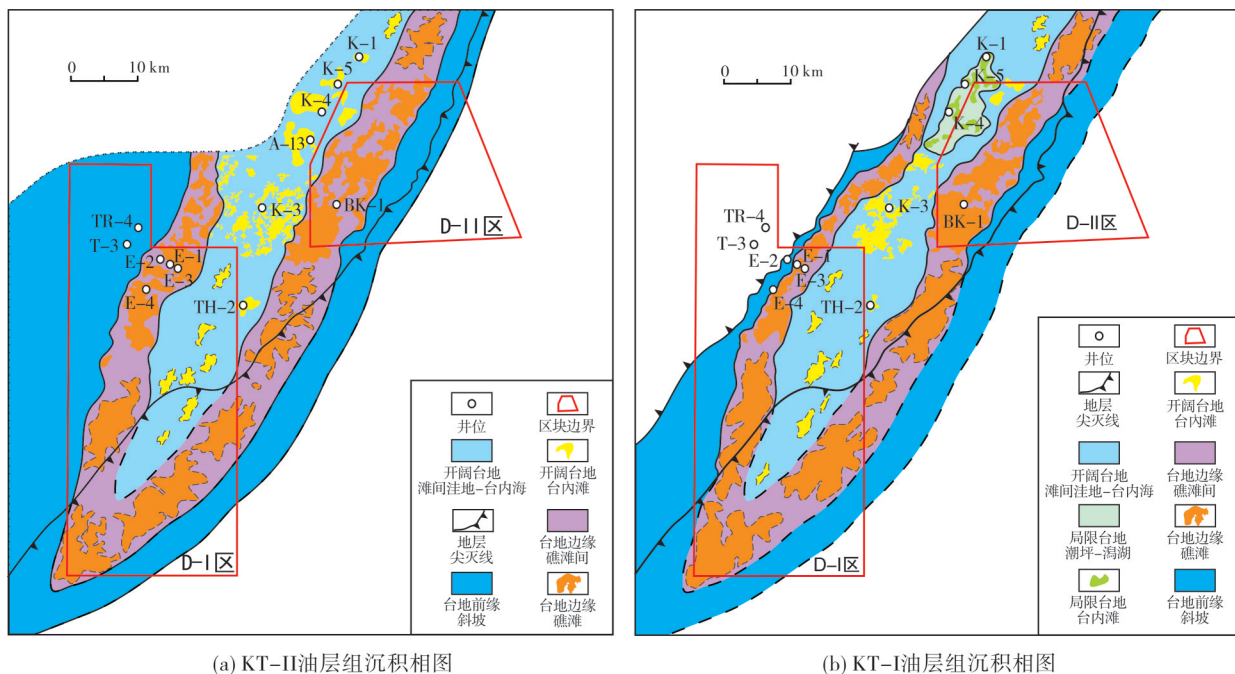 K-1
0
10 km
K-5
K-4
A-13
K-3
BK-1
D-II区
TR-4
T-3
E-2
E-1
E-3
E-4
TH-2
D-I区
井位
区块边界
地层
尖灭线
开阔台地
台内滩
开阔台地
滩间洼地-台内海
台地边缘
礁滩间
台地前缘
斜坡
台地边缘
礁滩
(a) KT-II油层组沉积相图
K-1
0
10 km
K-5
K-4
K-3
BK-1
D-II区
TR-4
T-3
E-2
E-1
E-3
E-4
TH-2
D-I区
井位
区块边界
地层
尖灭线
开阔台地
台内滩
开阔台地
滩间洼地-台内海
台地边缘
礁滩间
局限台地
潮坪-潟湖
台地边缘
礁滩
局限台地
台内滩
台地前缘
斜坡
(b) KT-I油层组沉积相图